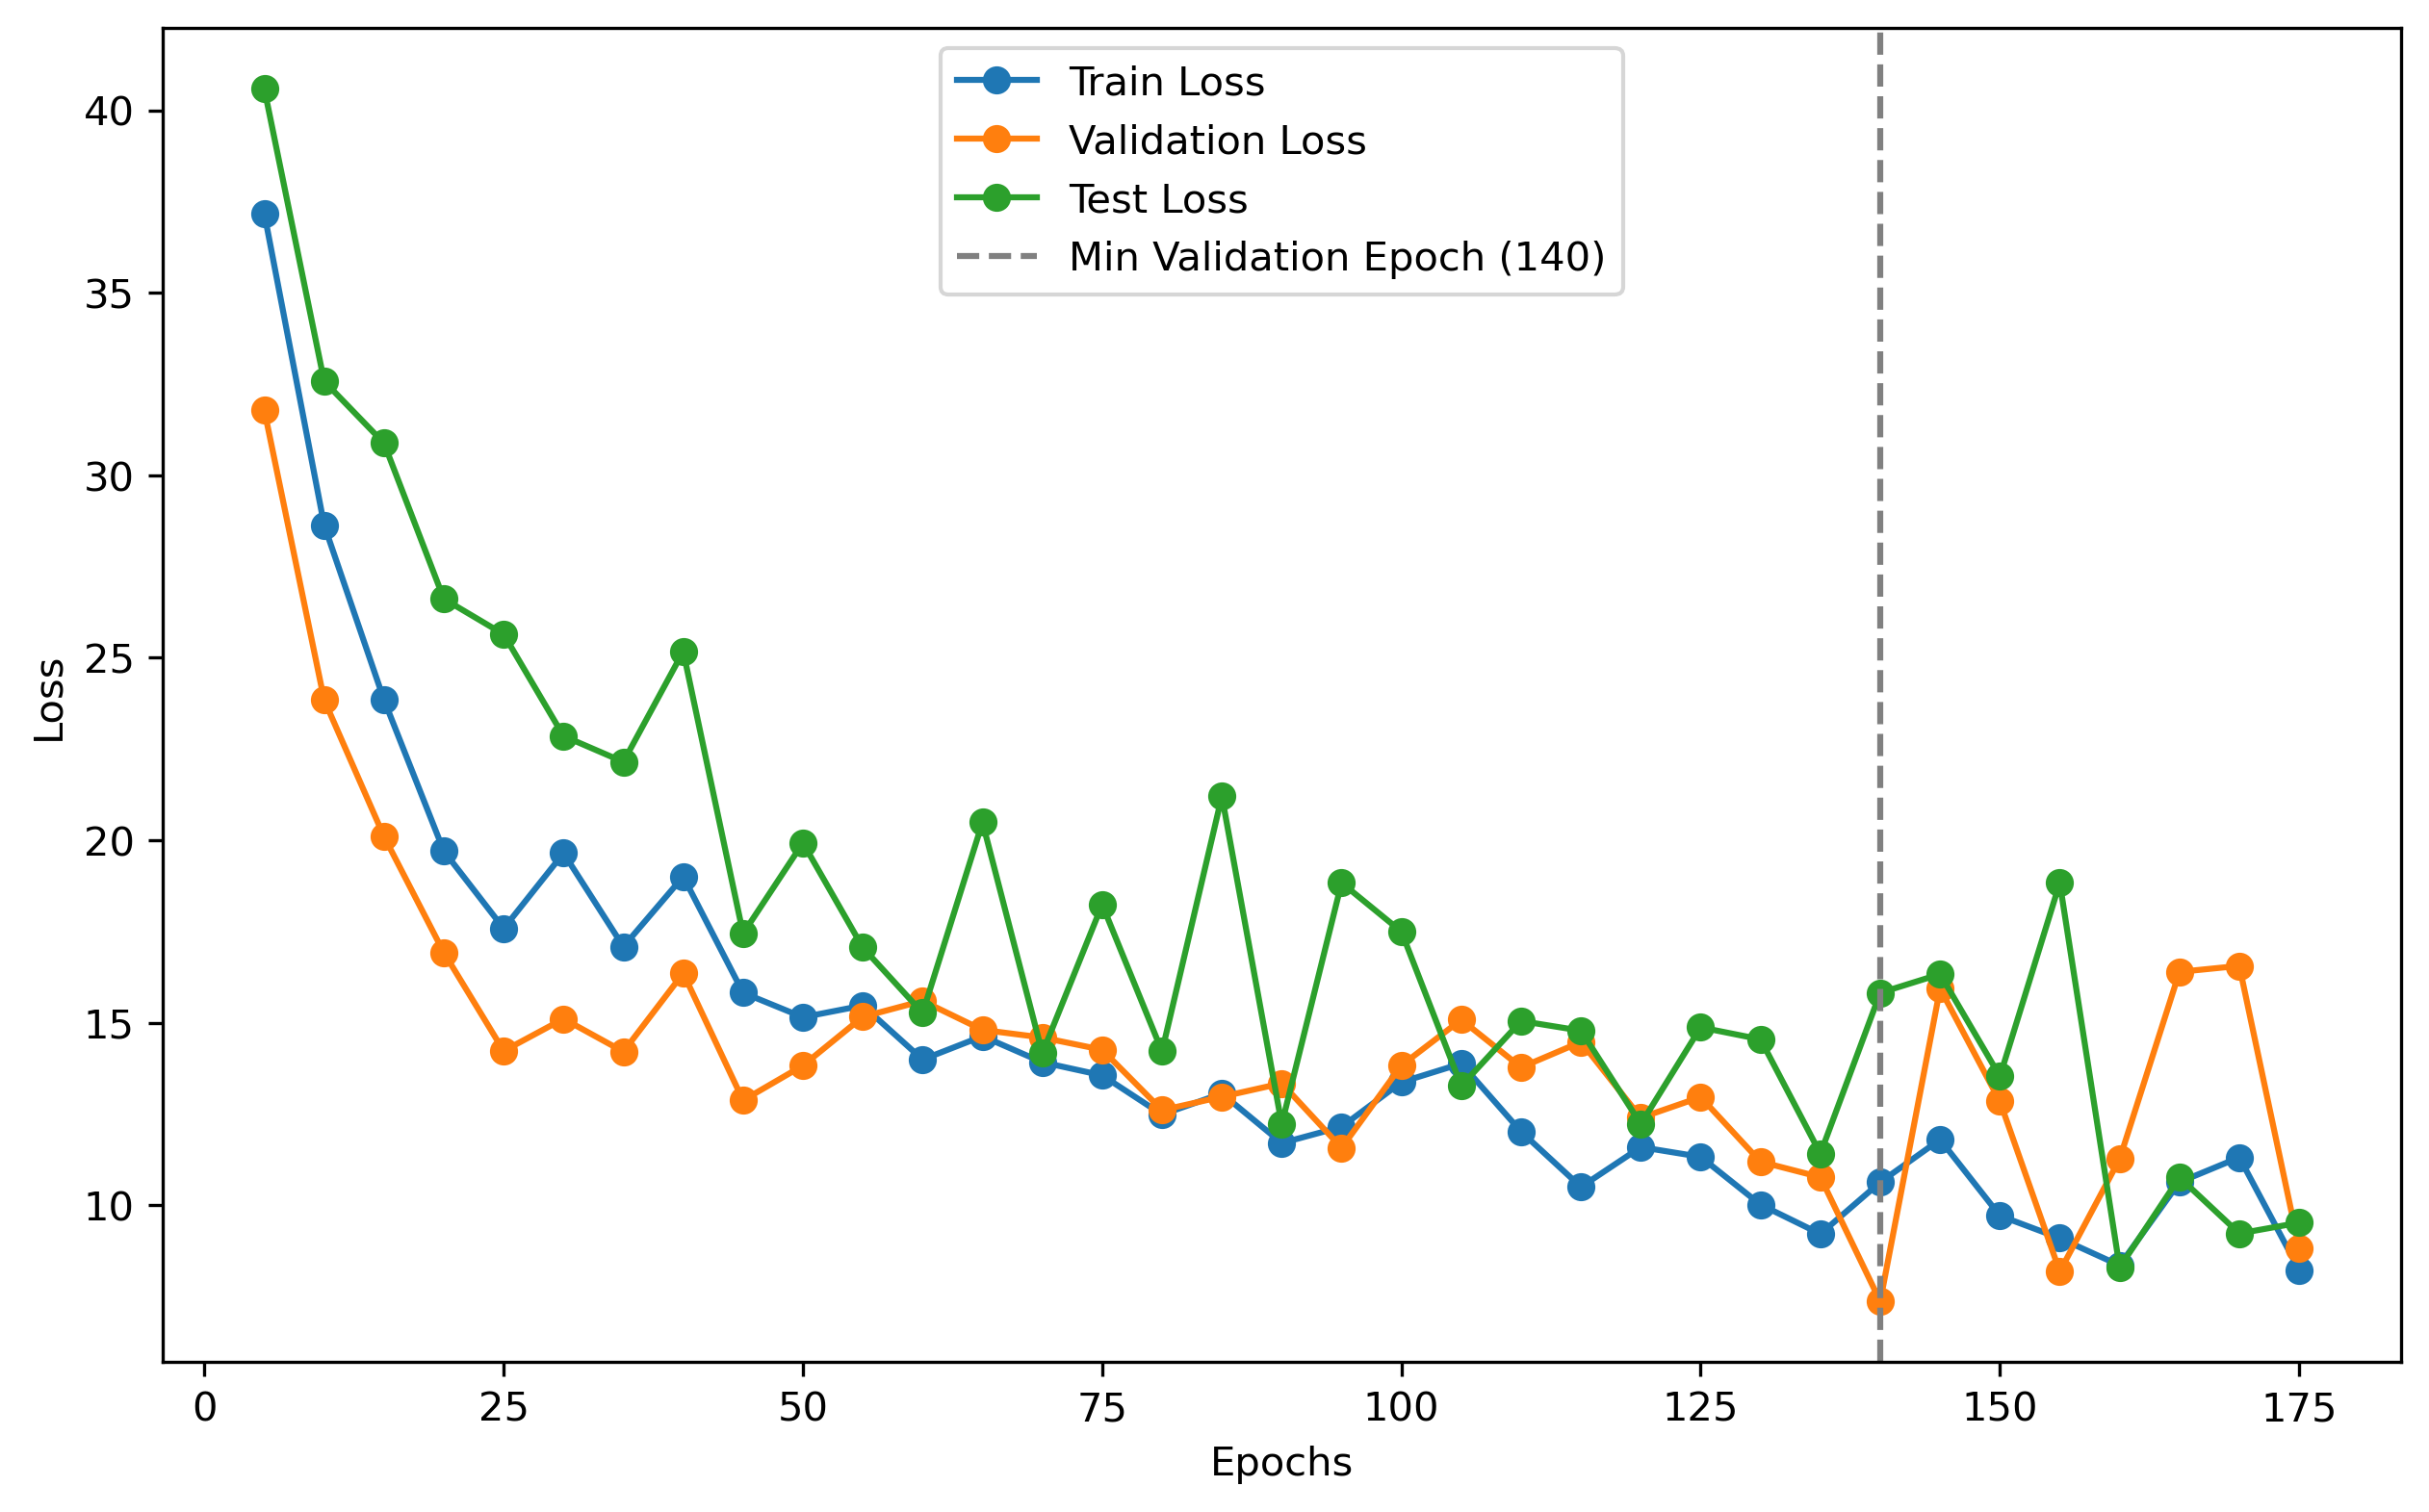 Train Loss
Validation Loss
Test Loss
Min Validation Epoch (140)
40
35
30
25
20
15
10
Loss
0 25 50 75 100 125 150 175
Epochs